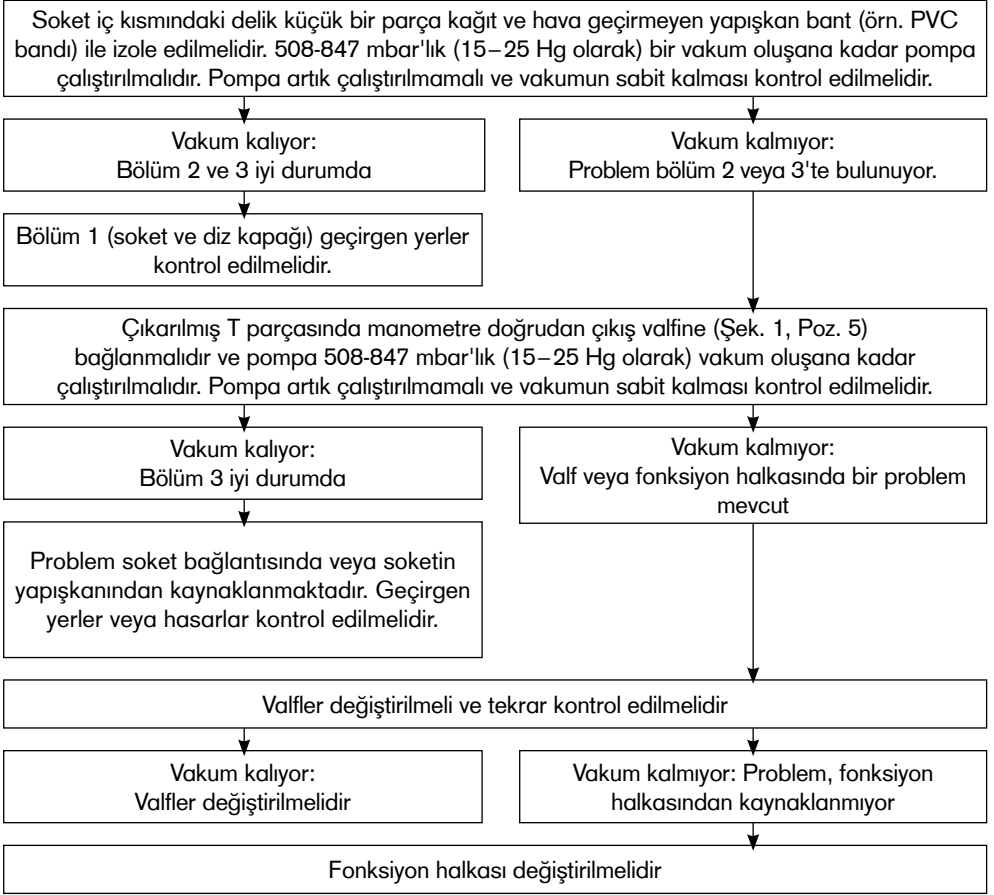 Soket iç kısmındaki delik küçük bir parça kağıt ve hava geçirmeyen yapışkan bant (örn. PVC
bandı) ile izole edilmelidir. 508-847 mbar'lık (15–25 Hg olarak) bir vakum oluşana kadar pompa
çalıştırılmalıdır. Pompa artık çalıştırılmamalı ve vakumun sabit kalması kontrol edilmelidir.
Vakum kalıyor:
Bölüm 2 ve 3 iyi durumda
Vakum kalmıyor:
Problem bölüm 2 veya 3'te bulunuyor.
Bölüm 1 (soket ve diz kapağı) geçirgen yerler
kontrol edilmelidir.
Çıkarılmış T parçasında manometre doğrudan çıkış valfine (Şek. 1, Poz. 5)
bağlanmalıdır ve pompa 508-847 mbar'lık (15–25 Hg olarak) vakum oluşana kadar
çalıştırılmalıdır. Pompa artık çalıştırılmamalı ve vakumun sabit kalması kontrol edilmelidir.
Vakum kalıyor:
Bölüm 3 iyi durumda
Vakum kalmıyor:
Valf veya fonksiyon halkasında bir problem
mevcut
Problem soket bağlantısında veya soketin
yapışkanından kaynaklanmaktadır. Geçirgen
yerler veya hasarlar kontrol edilmelidir.
Valfler değiştirilmeli ve tekrar kontrol edilmelidir
Vakum kalıyor:
Valfler değiştirilmelidir
Vakum kalmıyor: Problem, fonksiyon
halkasından kaynaklanmıyor
Fonksiyon halkası değiştirilmelidir